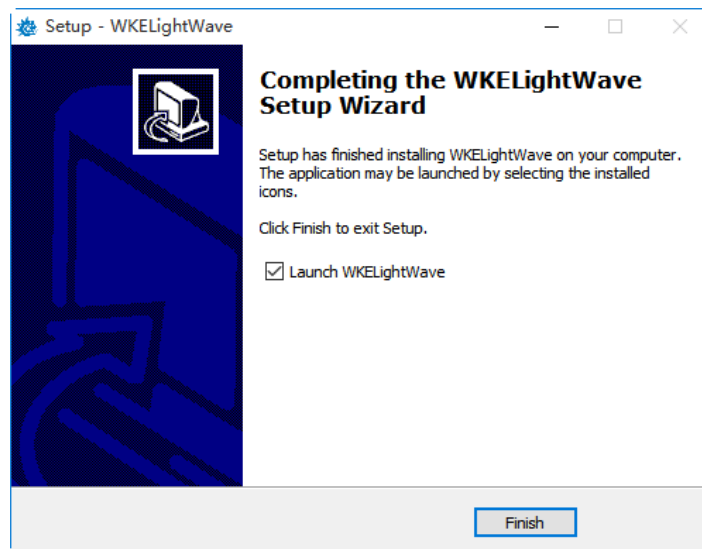 Setup - WKELightWave
Completing the WKELightWave
Setup Wizard
Setup has finished installing WKELightWave on your computer.
The application may be launched by selecting the installed
icons.
Click Finish to exit Setup.
Launch WKELightWave
Finish